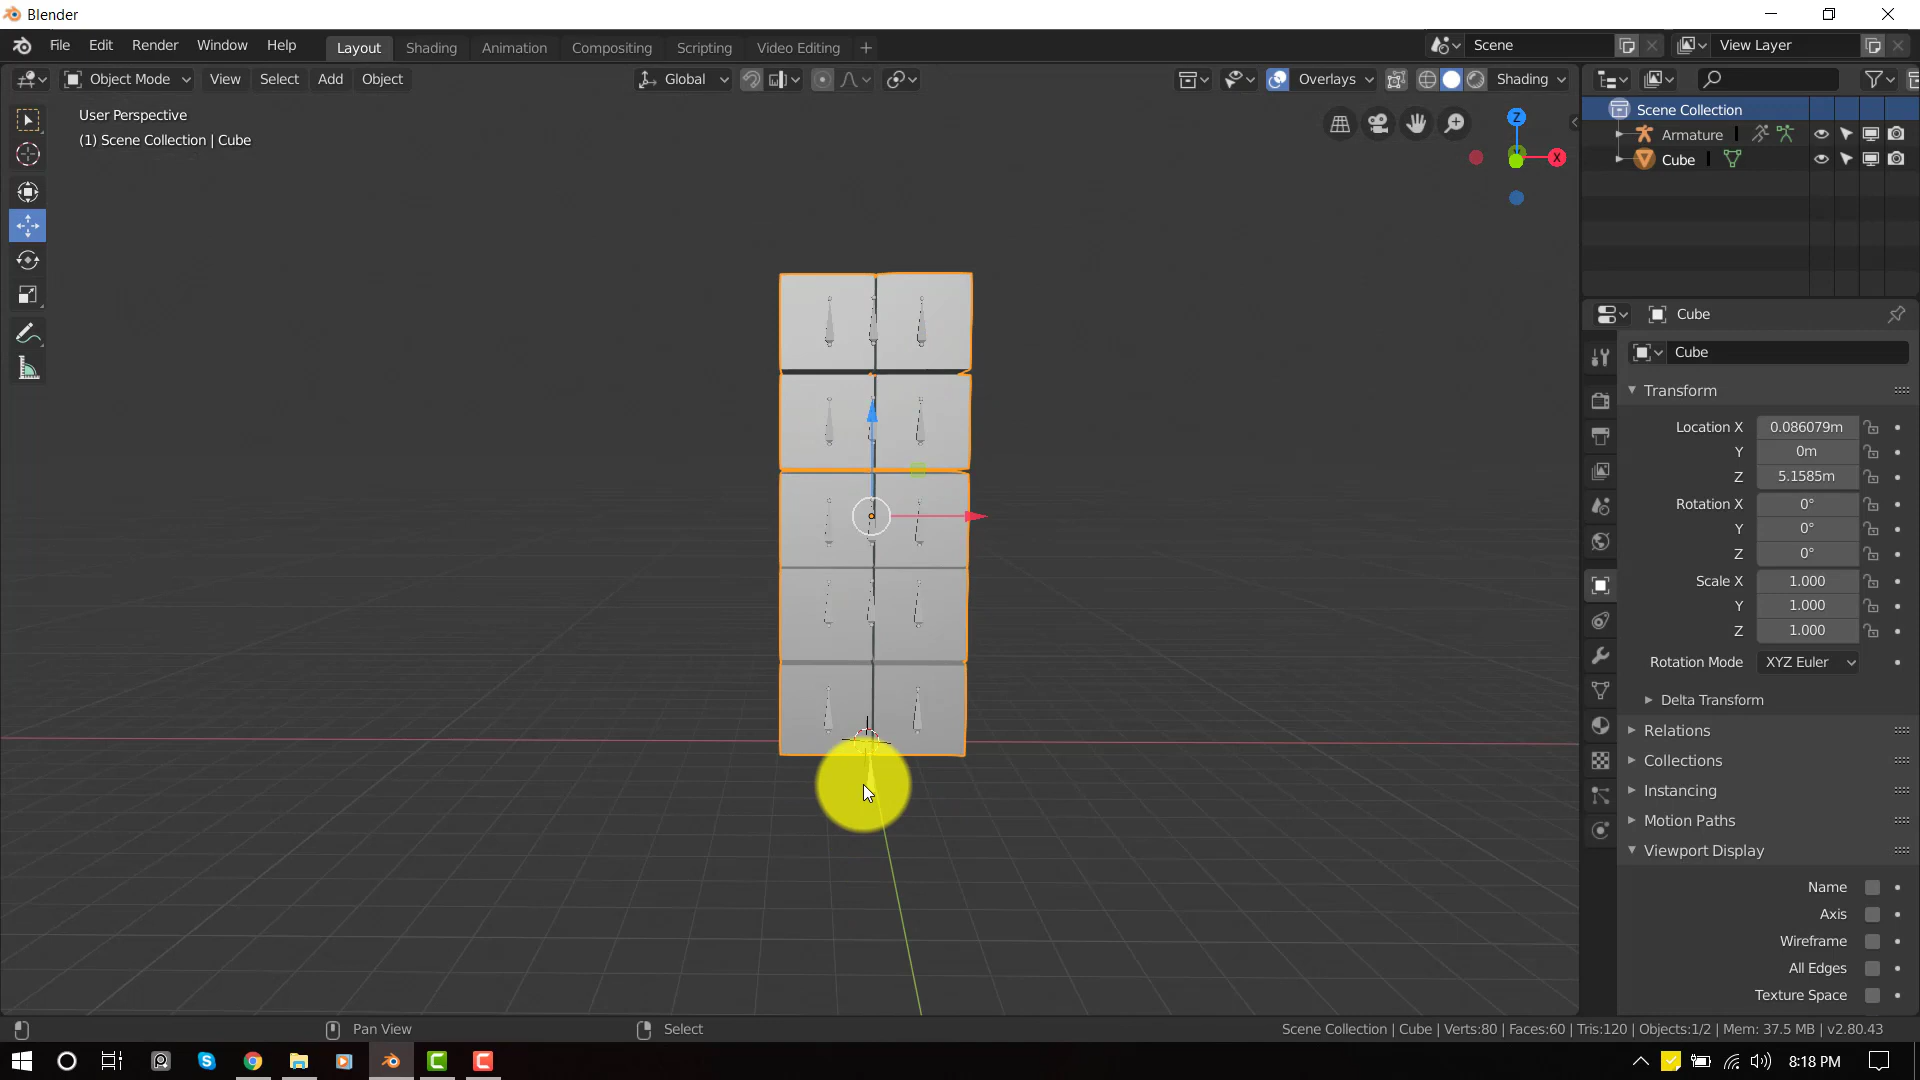 Blender
File Edit Render Window Help Layout Shading Animation Compositing Scripting Video Editing + Scene View Layer
Object Mode View Select Add Object Global Overlays Shading
User Perspective
(1) Scene Collection | Cube
Z
X
Scene Collection
Armature
Cube
Cube
Cube
Transform
Location X 0.086079m
Y 0m
Z 5.1585m
Rotation X 0°
Y 0°
Z 0°
Scale X 1.000
Y 1.000
Z 1.000
Rotation Mode XYZ Euler
Delta Transform
Relations
Collections
Instancing
Motion Paths
Viewport Display
Name
Axis
Wireframe
All Edges
Texture Space
Pan View Select Scene Collection | Cube | Verts:80 | Faces:60 | Tris:120 | Objects:1/2 | Mem: 37.5 MB | v2.80.43
8:18 PM